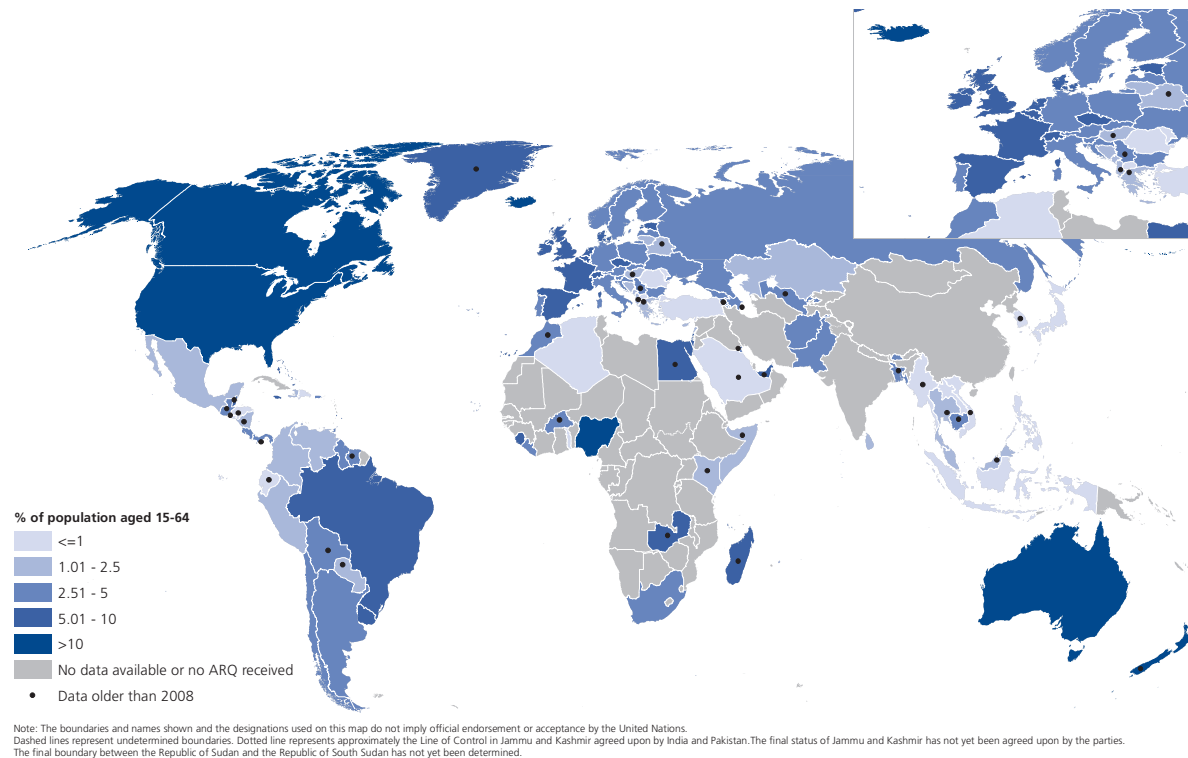 % of population aged 15-64
<=1
1.01 - 2.5
2.51 - 5
5.01 - 10
>10
No data available or no ARQ received
Data older than 2008
Note: The boundaries and names shown and the designations used on this map do not imply official endorsement or acceptance by the United Nations.
Dashed lines represent undetermined boundaries. Dotted line represents approximately the Line of Control in Jammu and Kashmir agreed upon by India and Pakistan.The final status of Jammu and Kashmir has not yet been agreed upon by the parties.
The final boundary between the Republic of Sudan and the Republic of South Sudan has not yet been determined.